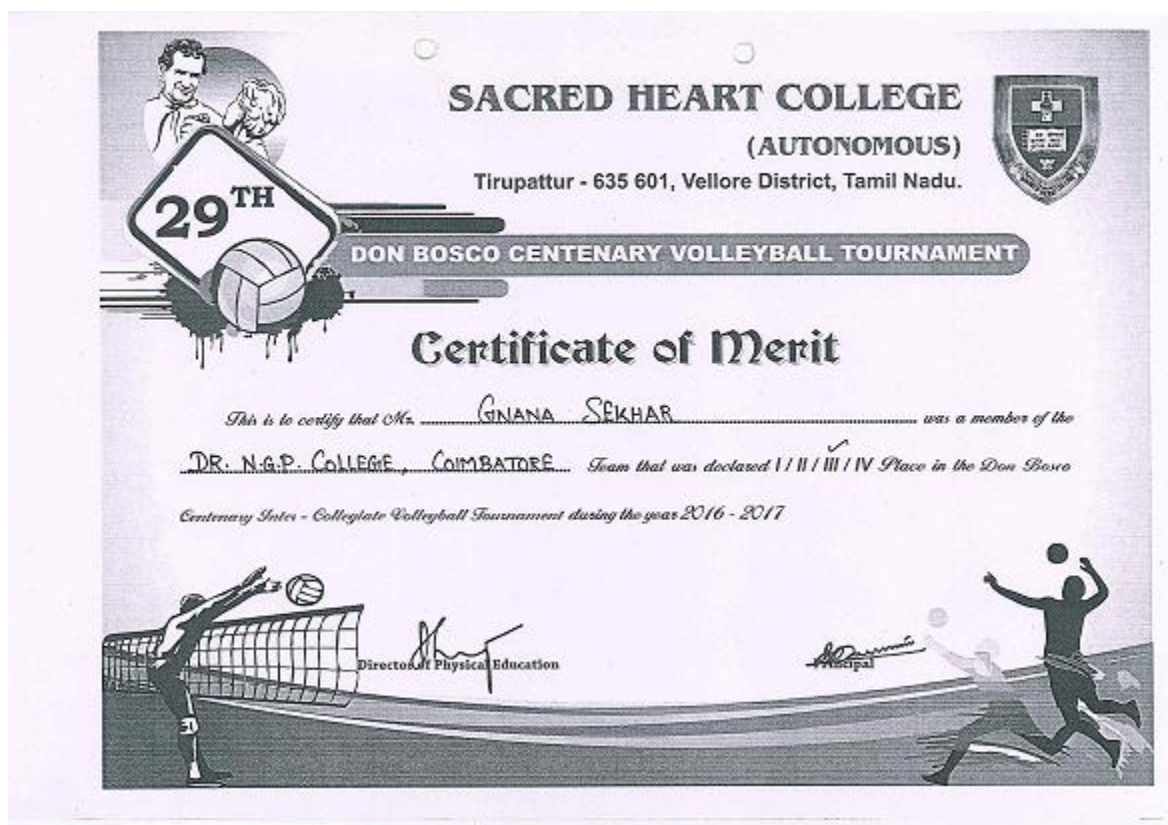 SACRED HEART COLLEGE
(AUTONOMOUS)
Tirupattur - 635 601, Vellore District, Tamil Nadu.
29TH
DON BOSCO CENTENARY VOLLEYBALL TOURNAMENT
Certificate of Merit
This is to certify that Mr. GNANA SEKHAR was a member of the
DR. N.G.P. COLLEGE, COIMBATORE Team that was declared I / II / III / IV Place in the Don Bosco
Centenary Inter - Collegiate Volleyball Tournament during the year 2016 - 2017
Director of Physical Education
Principal